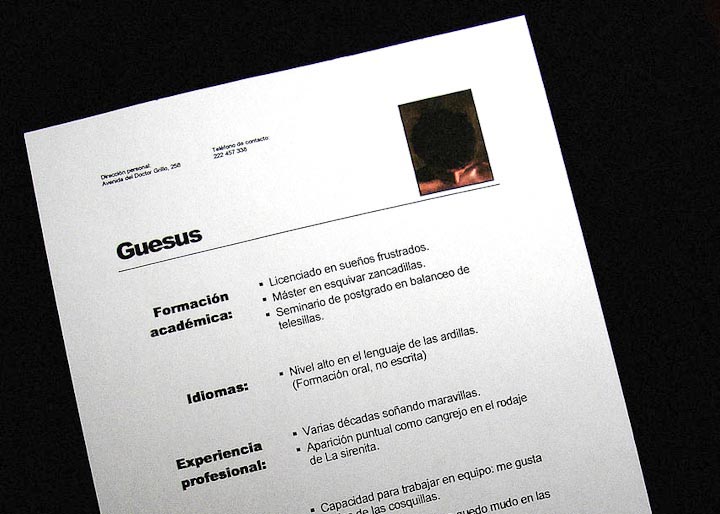 Dirección personal:
Avenida del Doctor Grillo, 258
Teléfono de contacto:
222 457 338
Guesus
Formación
académica:
▪ Licenciado en sueños frustrados.
▪ Máster en esquivar zancadillas.
▪ Seminario de postgrado en balanceo de
telesillas.
Idiomas:
▪ Nivel alto en el lenguaje de las ardillas.
(Formación oral, no escrita)
Experiencia
profesional:
▪ Varias décadas soñando maravillas.
▪ Aparición puntual como cangrejo en el rodaje
de La sirenita.
▪ Capacidad para trabajar en equipo: me gusta
de las cosquillas.
quedo mudo en las